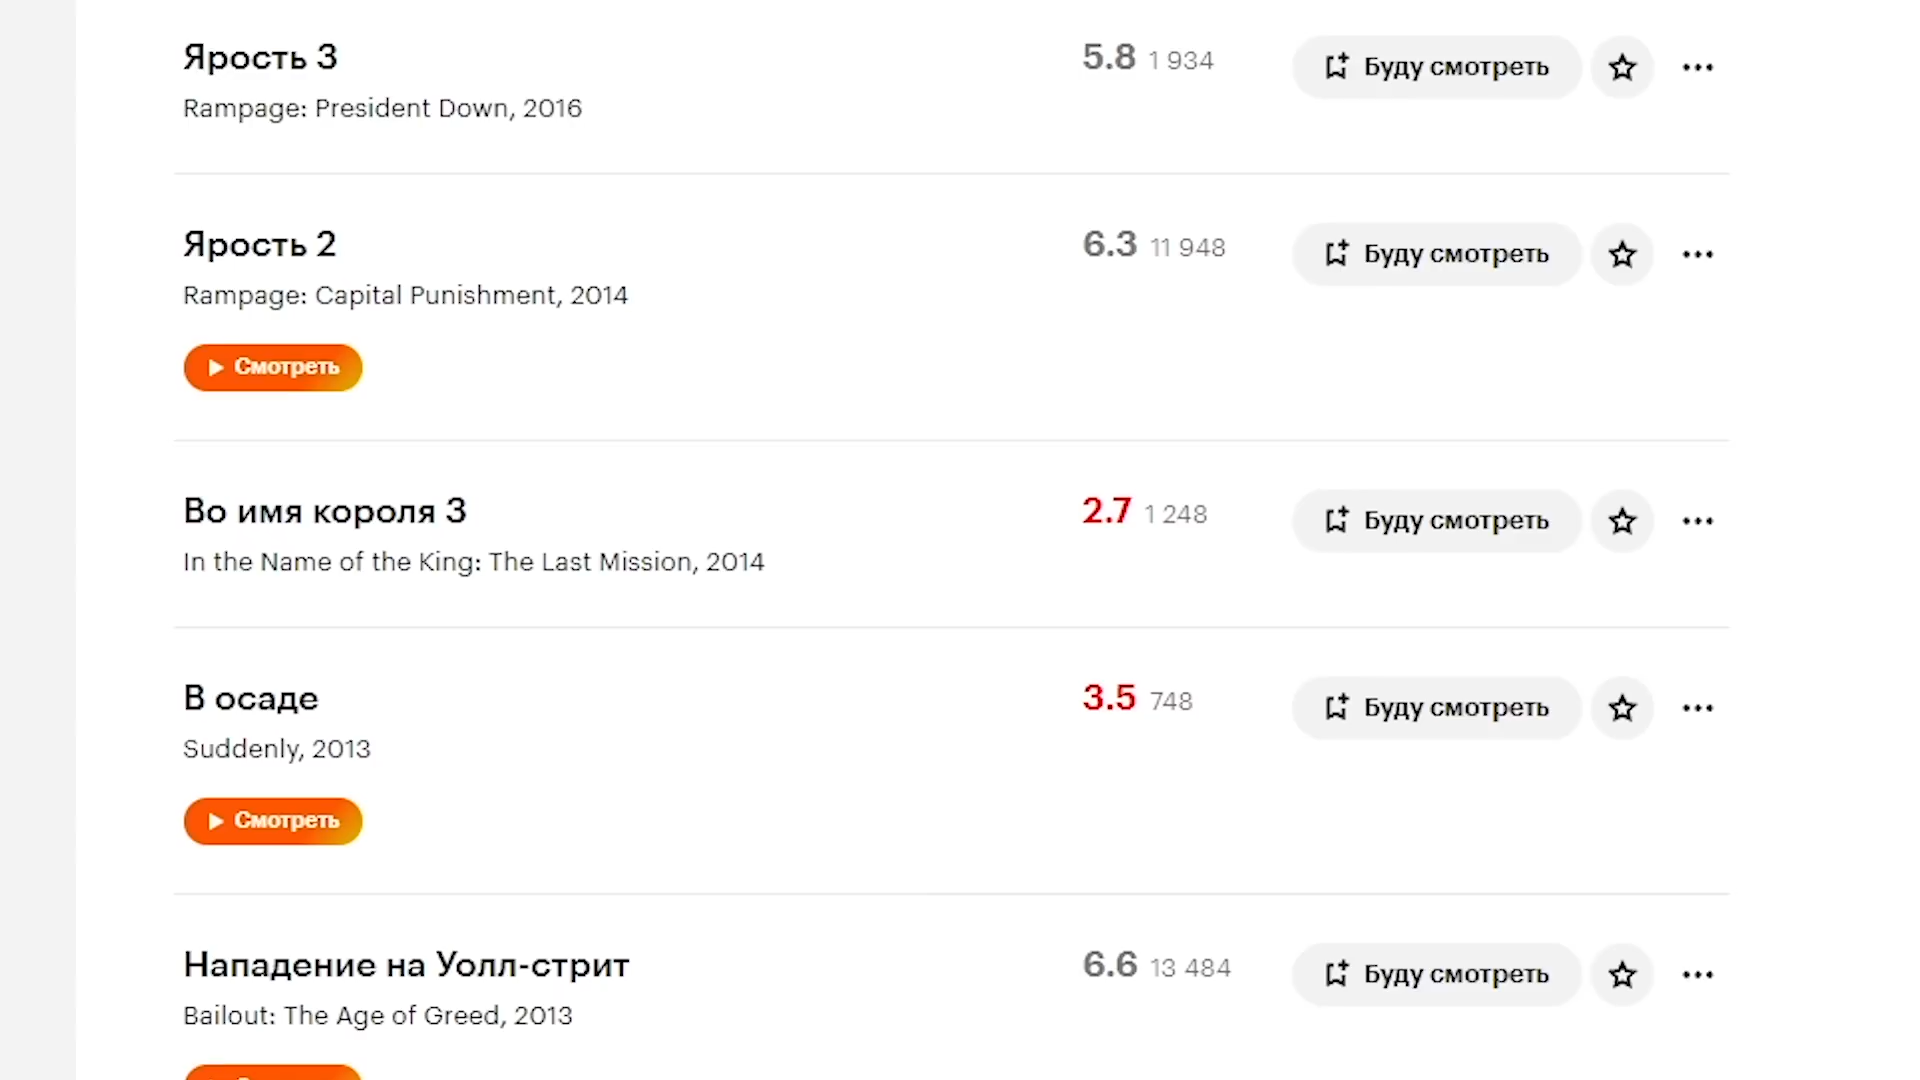 Ярость 3
5.8 1 934
Буду смотреть
Rampage: President Down, 2016
Ярость 2
6.3 11 948
Буду смотреть
Rampage: Capital Punishment, 2014
Смотреть
Во имя короля 3
2.7 1 248
Буду смотреть
In the Name of the King: The Last Mission, 2014
В осаде
3.5 748
Буду смотреть
Suddenly, 2013
Смотреть
Нападение на Уолл-стрит
6.6 13 484
Буду смотреть
Bailout: The Age of Greed, 2013